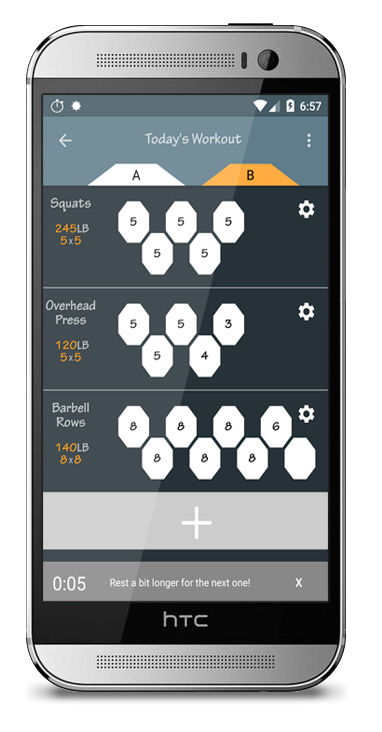 6:57
Today's Workout
A B
Squats
245LB
5x5
5 5 5
5 5
Overhead
Press
120LB
5x5
5 5 3
5 4
Barbell
Rows
140LB
8x8
8 8 8 6
8 8 8
0:05 Rest a bit longer for the next one! X
hTC